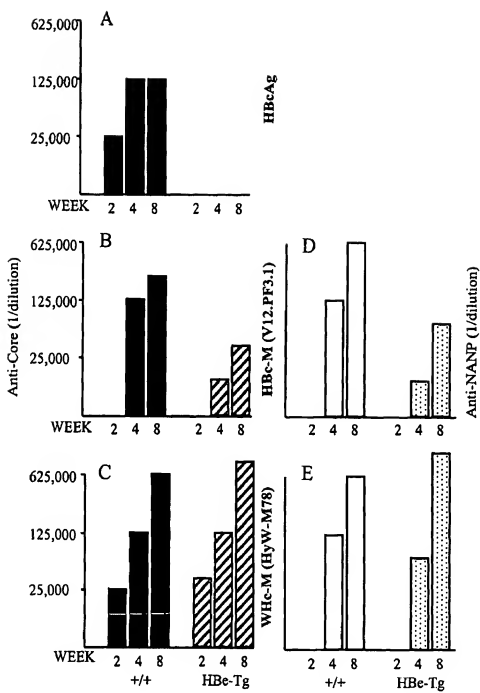 A
625,000
125,000
25,000
HBcAg
WEEK 2 4 8 2 4 8
B
D
625,000
125,000
25,000
Anti-Core (1/dilution)
HBc-M (V12.PF3.1)
Anti-NANP (1/dilution)
WEEK 2 4 8 2 4 8 2 4 8 2 4 8
C
E
625,000
125,000
25,000
WHc-M (HyW-M78)
WEEK 2 4 8 2 4 8 2 4 8 2 4 8
+/+ HBe-Tg +/+ HBe-Tg